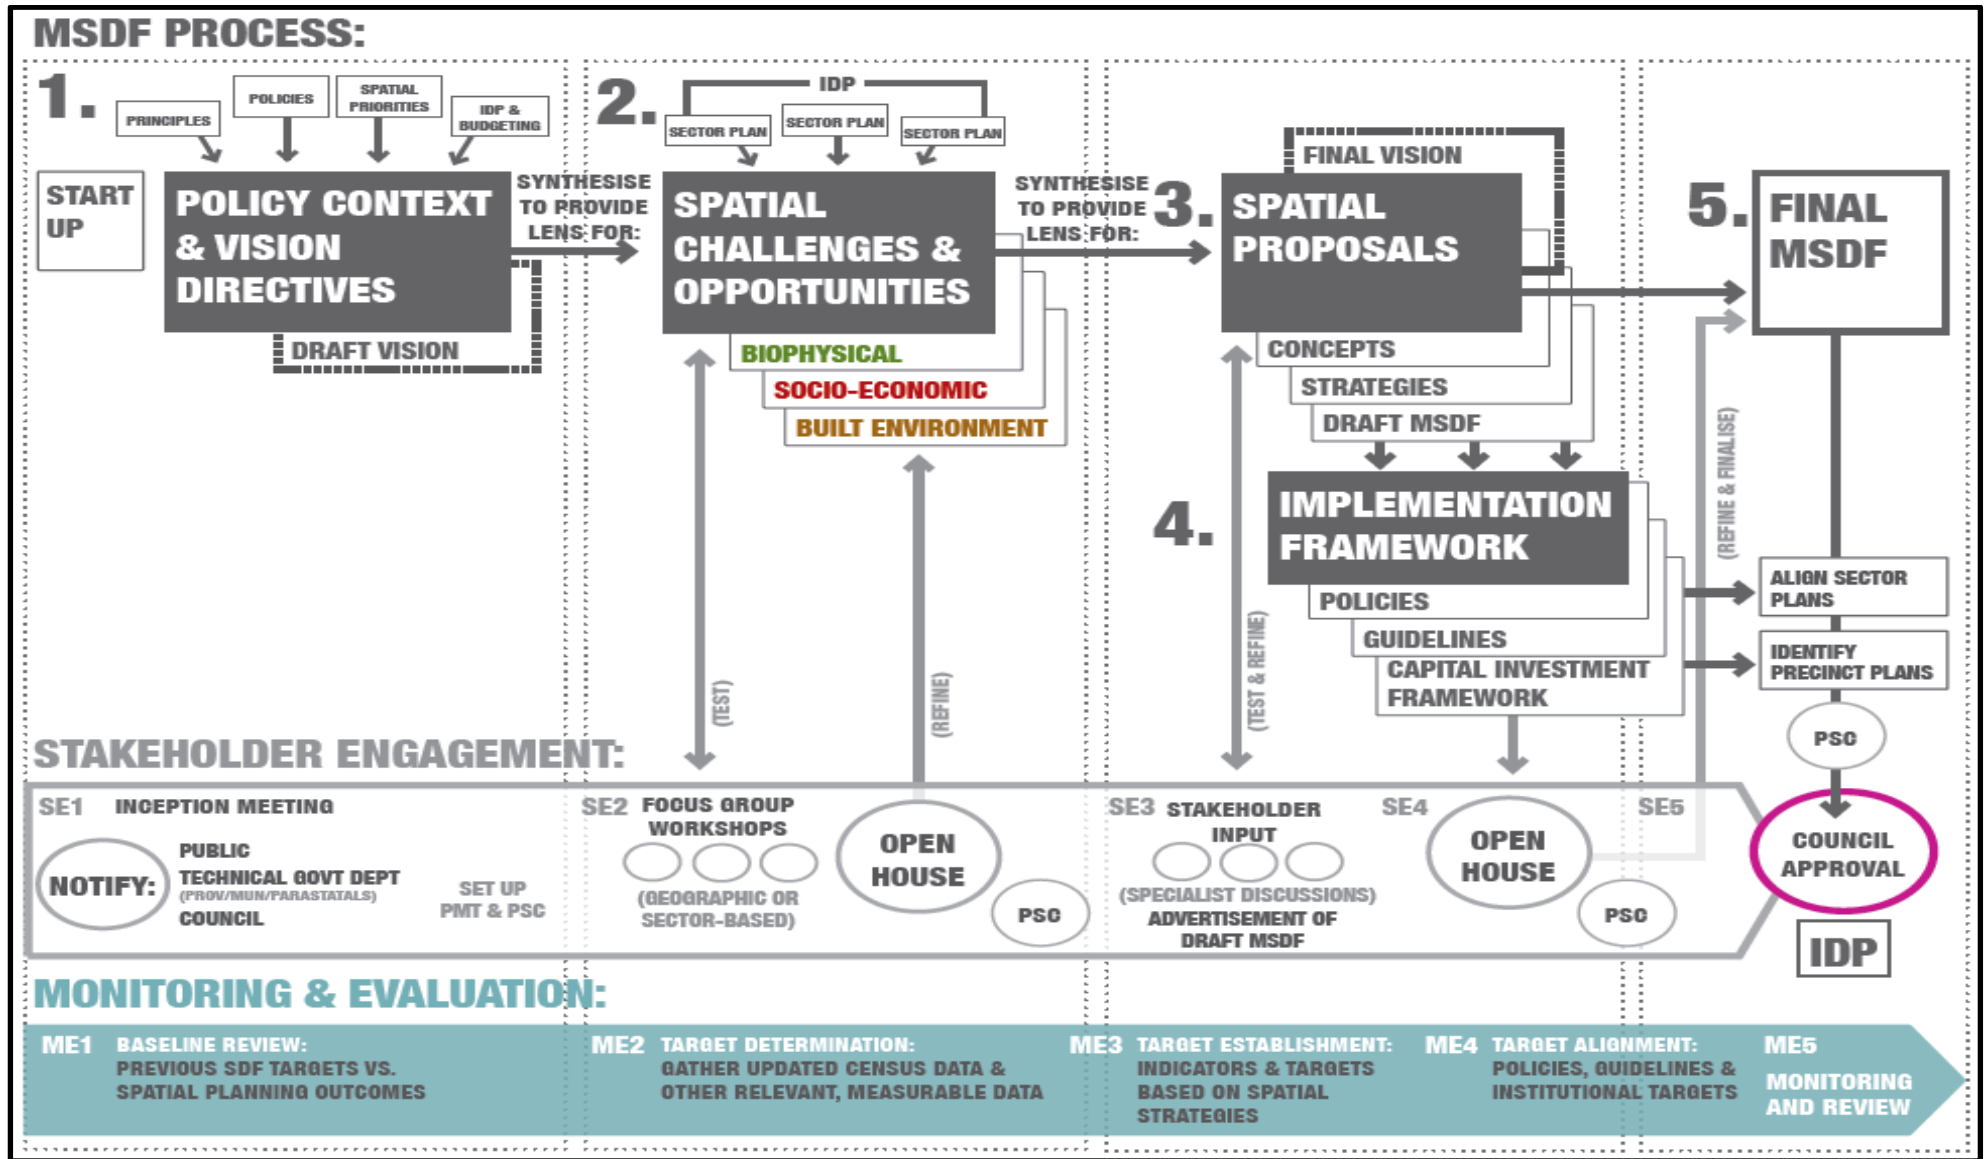 MSDF PROCESS:
1.
PRINCIPLES
POLICIES
SPATIAL
PRIORITIES
IDP &
BUDGETING
START
UP
POLICY CONTEXT
& VISION
DIRECTIVES
DRAFT VISION
SYNTHESISE
TO PROVIDE
LENS FOR:
2.
IDP
SECTOR PLAN
SECTOR PLAN
SECTOR PLAN
SPATIAL
CHALLENGES &
OPPORTUNITIES
BIOPHYSICAL
SOCIO-ECONOMIC
BUILT ENVIRONMENT
(TEST)
(REFINE)
SYNTHESISE
TO PROVIDE
LENS FOR:
3.
FINAL VISION
SPATIAL
PROPOSALS
CONCEPTS
STRATEGIES
DRAFT MSDF
4.
IMPLEMENTATION
FRAMEWORK
POLICIES
GUIDELINES
CAPITAL INVESTMENT
FRAMEWORK
(TEST & REFINE)
(REFINE & FINALISE)
5.
FINAL
MSDF
ALIGN SECTOR
PLANS
IDENTIFY
PRECINCT PLANS
PSC
STAKEHOLDER ENGAGEMENT:
SE1 INCEPTION MEETING
NOTIFY:
PUBLIC
TECHNICAL GOVT DEPT
(PROV/MUN/PARASTATALS)
COUNCIL
SET UP
PMT & PSC
SE2 FOCUS GROUP
WORKSHOPS
(GEOGRAPHIC OR
SECTOR-BASED)
OPEN
HOUSE
PSC
SE3 STAKEHOLDER
INPUT
(SPECIALIST DISCUSSIONS)
ADVERTISEMENT OF
DRAFT MSDF
SE4
OPEN
HOUSE
PSC
SE5
COUNCIL
APPROVAL
IDP
MONITORING & EVALUATION:
ME1 BASELINE REVIEW:
PREVIOUS SDF TARGETS VS.
SPATIAL PLANNING OUTCOMES
ME2 TARGET DETERMINATION:
GATHER UPDATED CENSUS DATA &
OTHER RELEVANT, MEASURABLE DATA
ME3 TARGET ESTABLISHMENT:
INDICATORS & TARGETS
BASED ON SPATIAL
STRATEGIES
ME4 TARGET ALIGNMENT:
POLICIES, GUIDELINES &
INSTITUTIONAL TARGETS
ME5
MONITORING
AND REVIEW